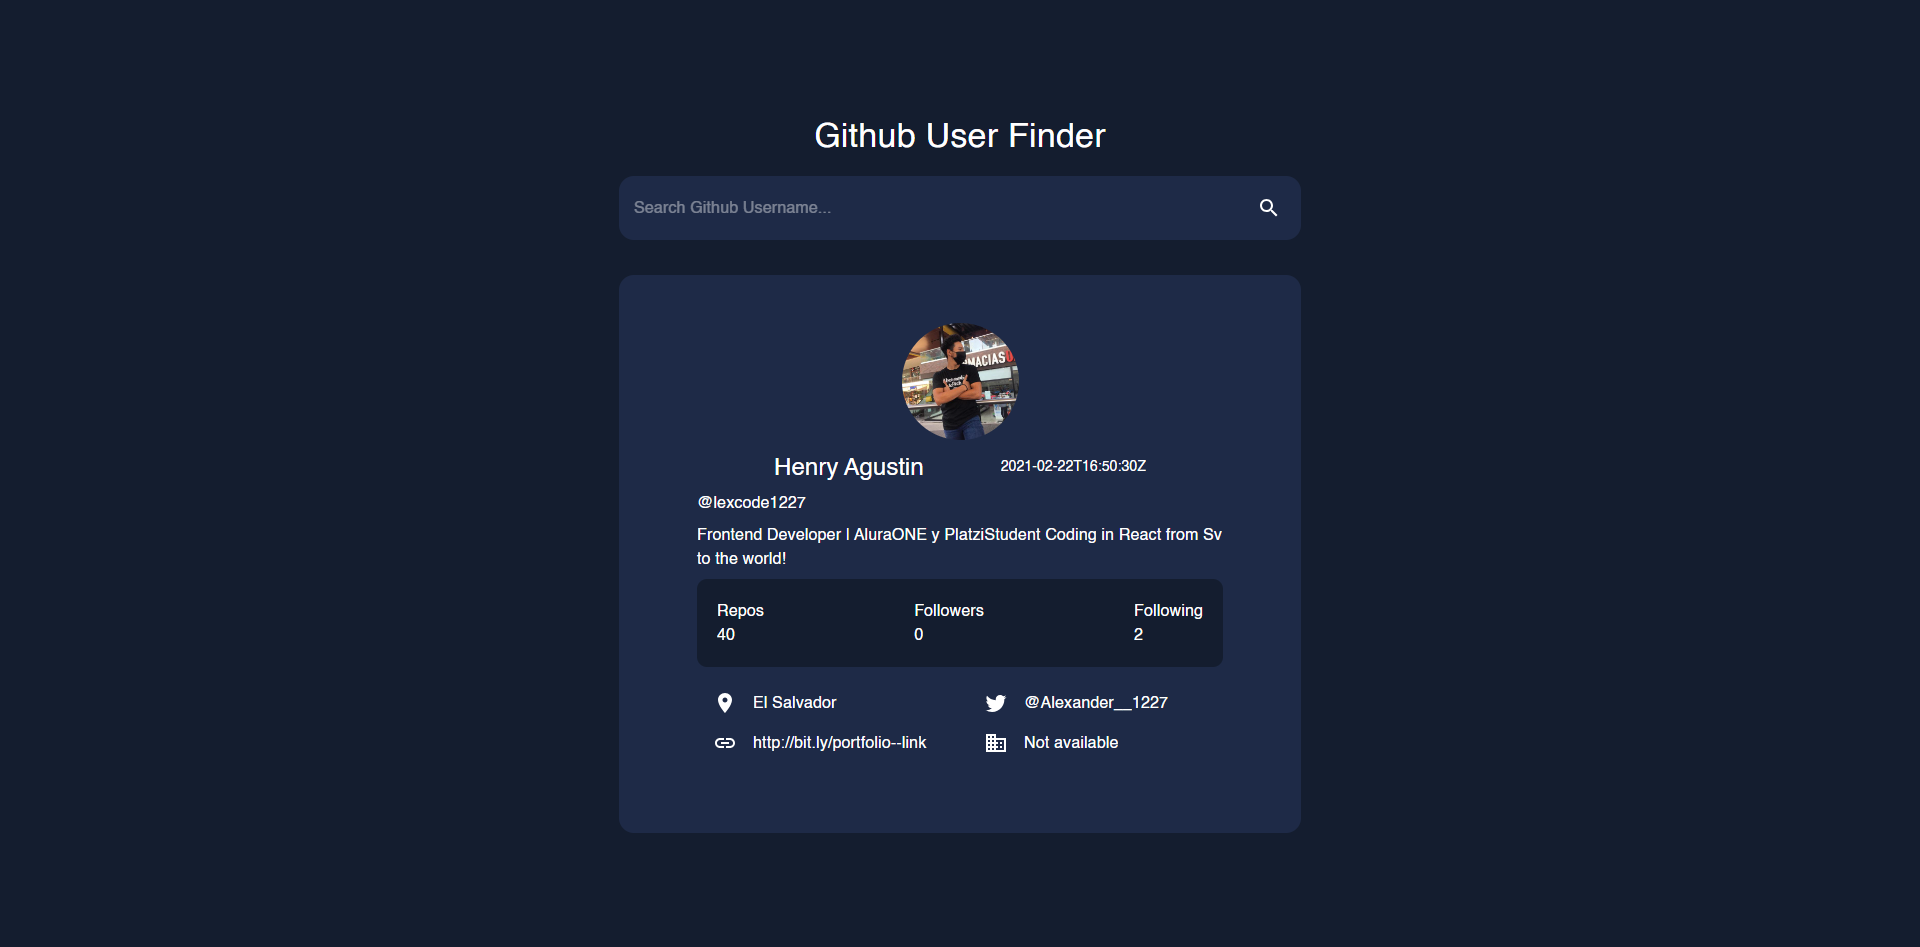 Github User Finder
Search Github Username...
MACIAS
Henry Agustin
2021-02-22T16:50:30Z
@lexcode1227
Frontend Developer | AluraONE y PlatziStudent Coding in React from Sv
to the world!
Repos
Followers
Following
40
0
2
El Salvador
@Alexander__1227
http://bit.ly/portfolio--link
Not available